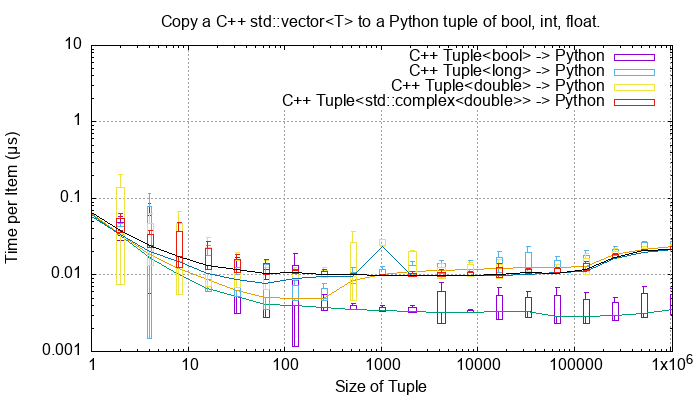 Copy a C++ std::vector<T> to a Python tuple of bool, int, float.
10
C++ Tuple<bool> -> Python
C++ Tuple<long> -> Python
C++ Tuple<double> -> Python
C++ Tuple<std::complex<double>> -> Python
1
Time per Item (µs)
0.1
0.01
0.001
1 10 100 1000 10000 100000 1x10⁶
Size of Tuple